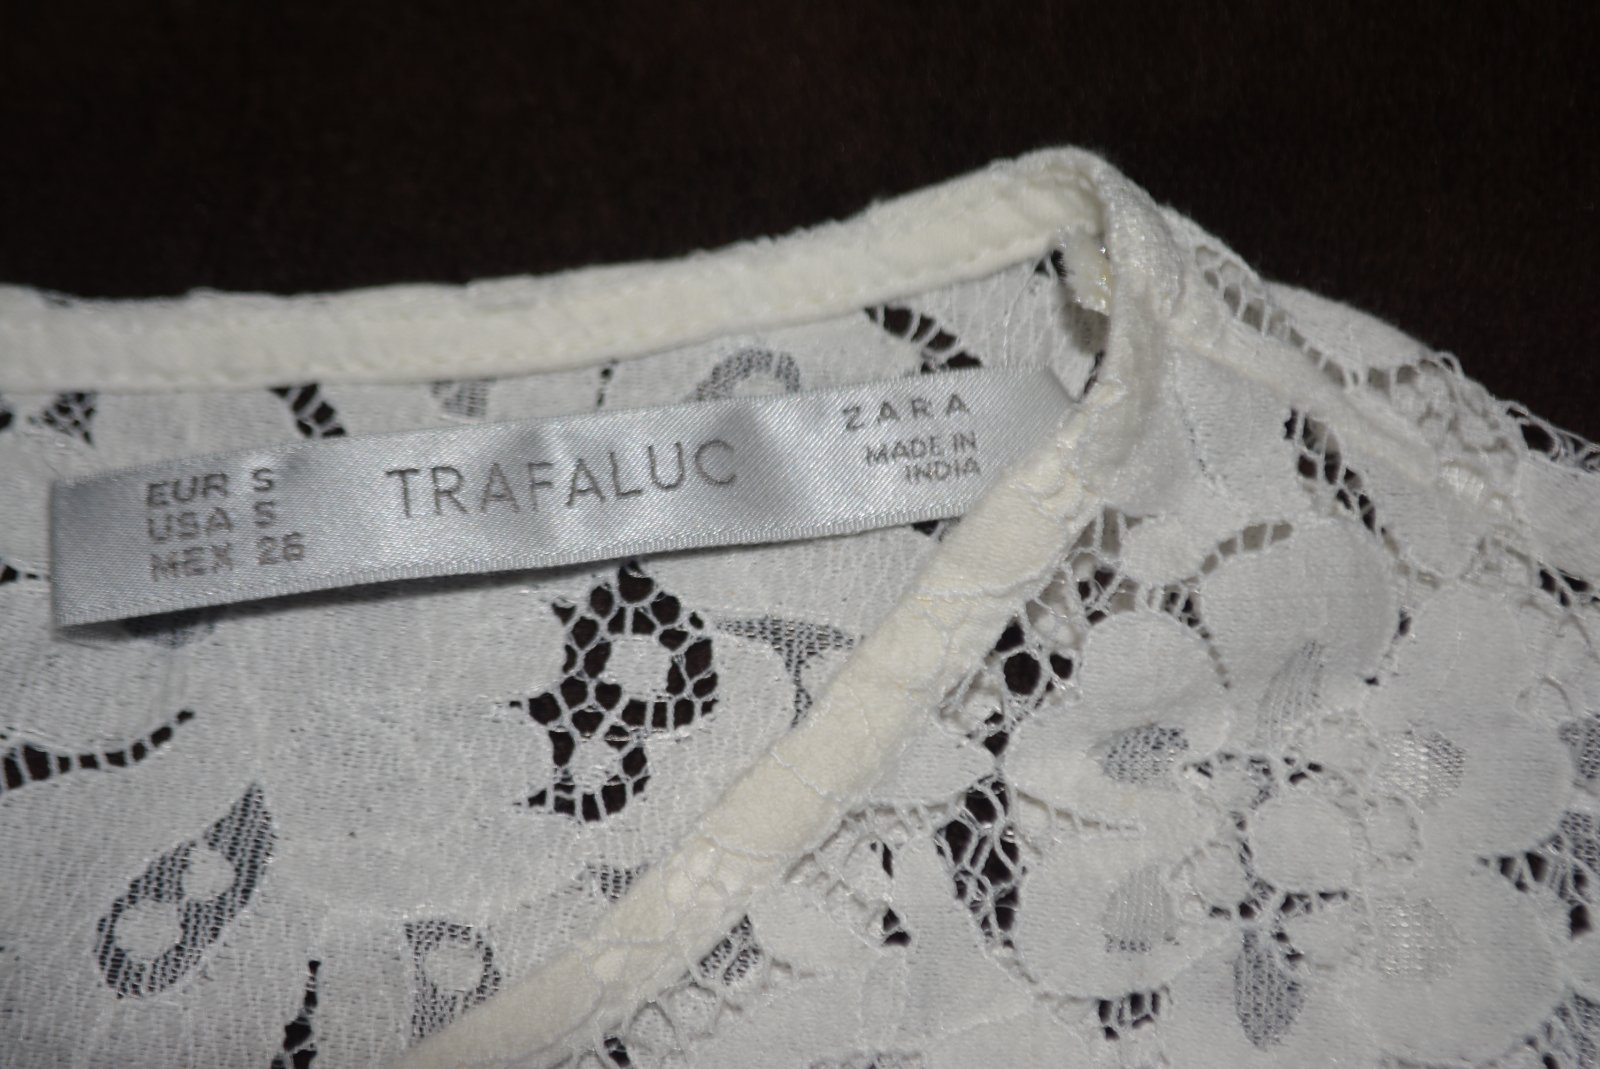 EUR S
USA S
MEX 26
TRAFALUC
ZARA
MADE IN
INDIA